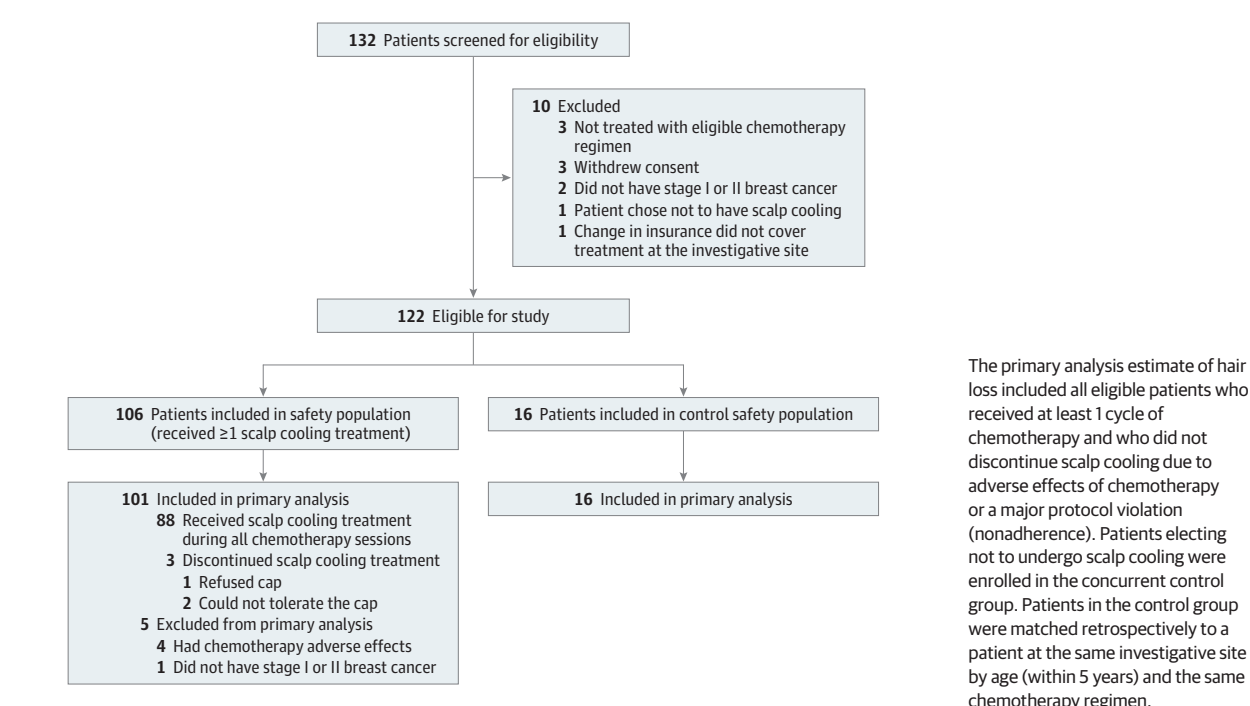 132 Patients screened for eligibility
10 Excluded
3 Not treated with eligible chemotherapy
regimen
3 Withdrew consent
2 Did not have stage I or II breast cancer
1 Patient chose not to have scalp cooling
1 Change in insurance did not cover
treatment at the investigative site
122 Eligible for study
106 Patients included in safety population
(received ≥1 scalp cooling treatment)
16 Patients included in control safety population
101 Included in primary analysis
88 Received scalp cooling treatment
during all chemotherapy sessions
3 Discontinued scalp cooling treatment
1 Refused cap
2 Could not tolerate the cap
5 Excluded from primary analysis
4 Had chemotherapy adverse effects
1 Did not have stage I or II breast cancer
16 Included in primary analysis
The primary analysis estimate of hair
loss included all eligible patients who
received at least 1 cycle of
chemotherapy and who did not
discontinue scalp cooling due to
adverse effects of chemotherapy
or a major protocol violation
(nonadherence). Patients electing
not to undergo scalp cooling were
enrolled in the concurrent control
group. Patients in the control group
were matched retrospectively to a
patient at the same investigative site
by age (within 5 years) and the same
chemotherapy regimen.